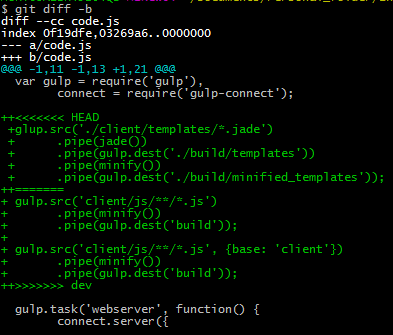 $ git diff -b
diff --cc code.js
index 0f19dfe,03269a6..0000000
--- a/code.js
+++ b/code.js
@@@ -1,11 -1,13 +1,21 @@@
  var gulp = require('gulp'),
        connect = require('gulp-connect');

++<<<<<<< HEAD
 +glup.src('./client/templates/*.jade')
 +      .pipe(jade())
 +      .pipe(gulp.dest('./build/templates'))
 +      .pipe(minify())
 +      .pipe(gulp.dest('./build/minified_templates'));
++=======
+ gulp.src('client/js/**/*.js')
+       .pipe(minify())
+       .pipe(gulp.dest('build'));
+
+ gulp.src('client/js/**/*.js', {base: 'client'})
+       .pipe(minify())
+       .pipe(gulp.dest('build'));
++>>>>>>> dev

  gulp.task('webserver', function() {
        connect.server({